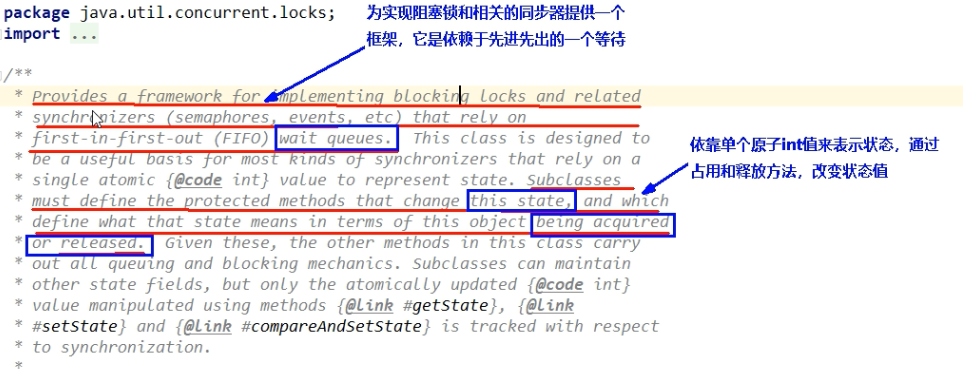 package java.util.concurrent.locks;
import ...
为实现阻塞锁和相关的同步器提供一个
框架，它是依赖于先进先出的一个等待
/**
* Provides a framework for implementing blocking locks and related
* synchronizers (semaphores, events, etc) that rely on
* first-in-first-out (FIFO) wait queues. This class is designed to
* be a useful basis for most kinds of synchronizers that rely on a
* single atomic {@code int} value to represent state. Subclasses
* must define the protected methods that change this state, and which
* define what that state means in terms of this object being acquired
* or released. Given these, the other methods in this class carry
* out all queuing and blocking mechanics. Subclasses can maintain
* other state fields, but only the atomically updated {@code int}
* value manipulated using methods {@link #getState}, {@link
* #setState} and {@link #compareAndSetState} is tracked with respect
* to synchronization.
*
依靠单个原子int值来表示状态，通过
占用和释放方法，改变状态值